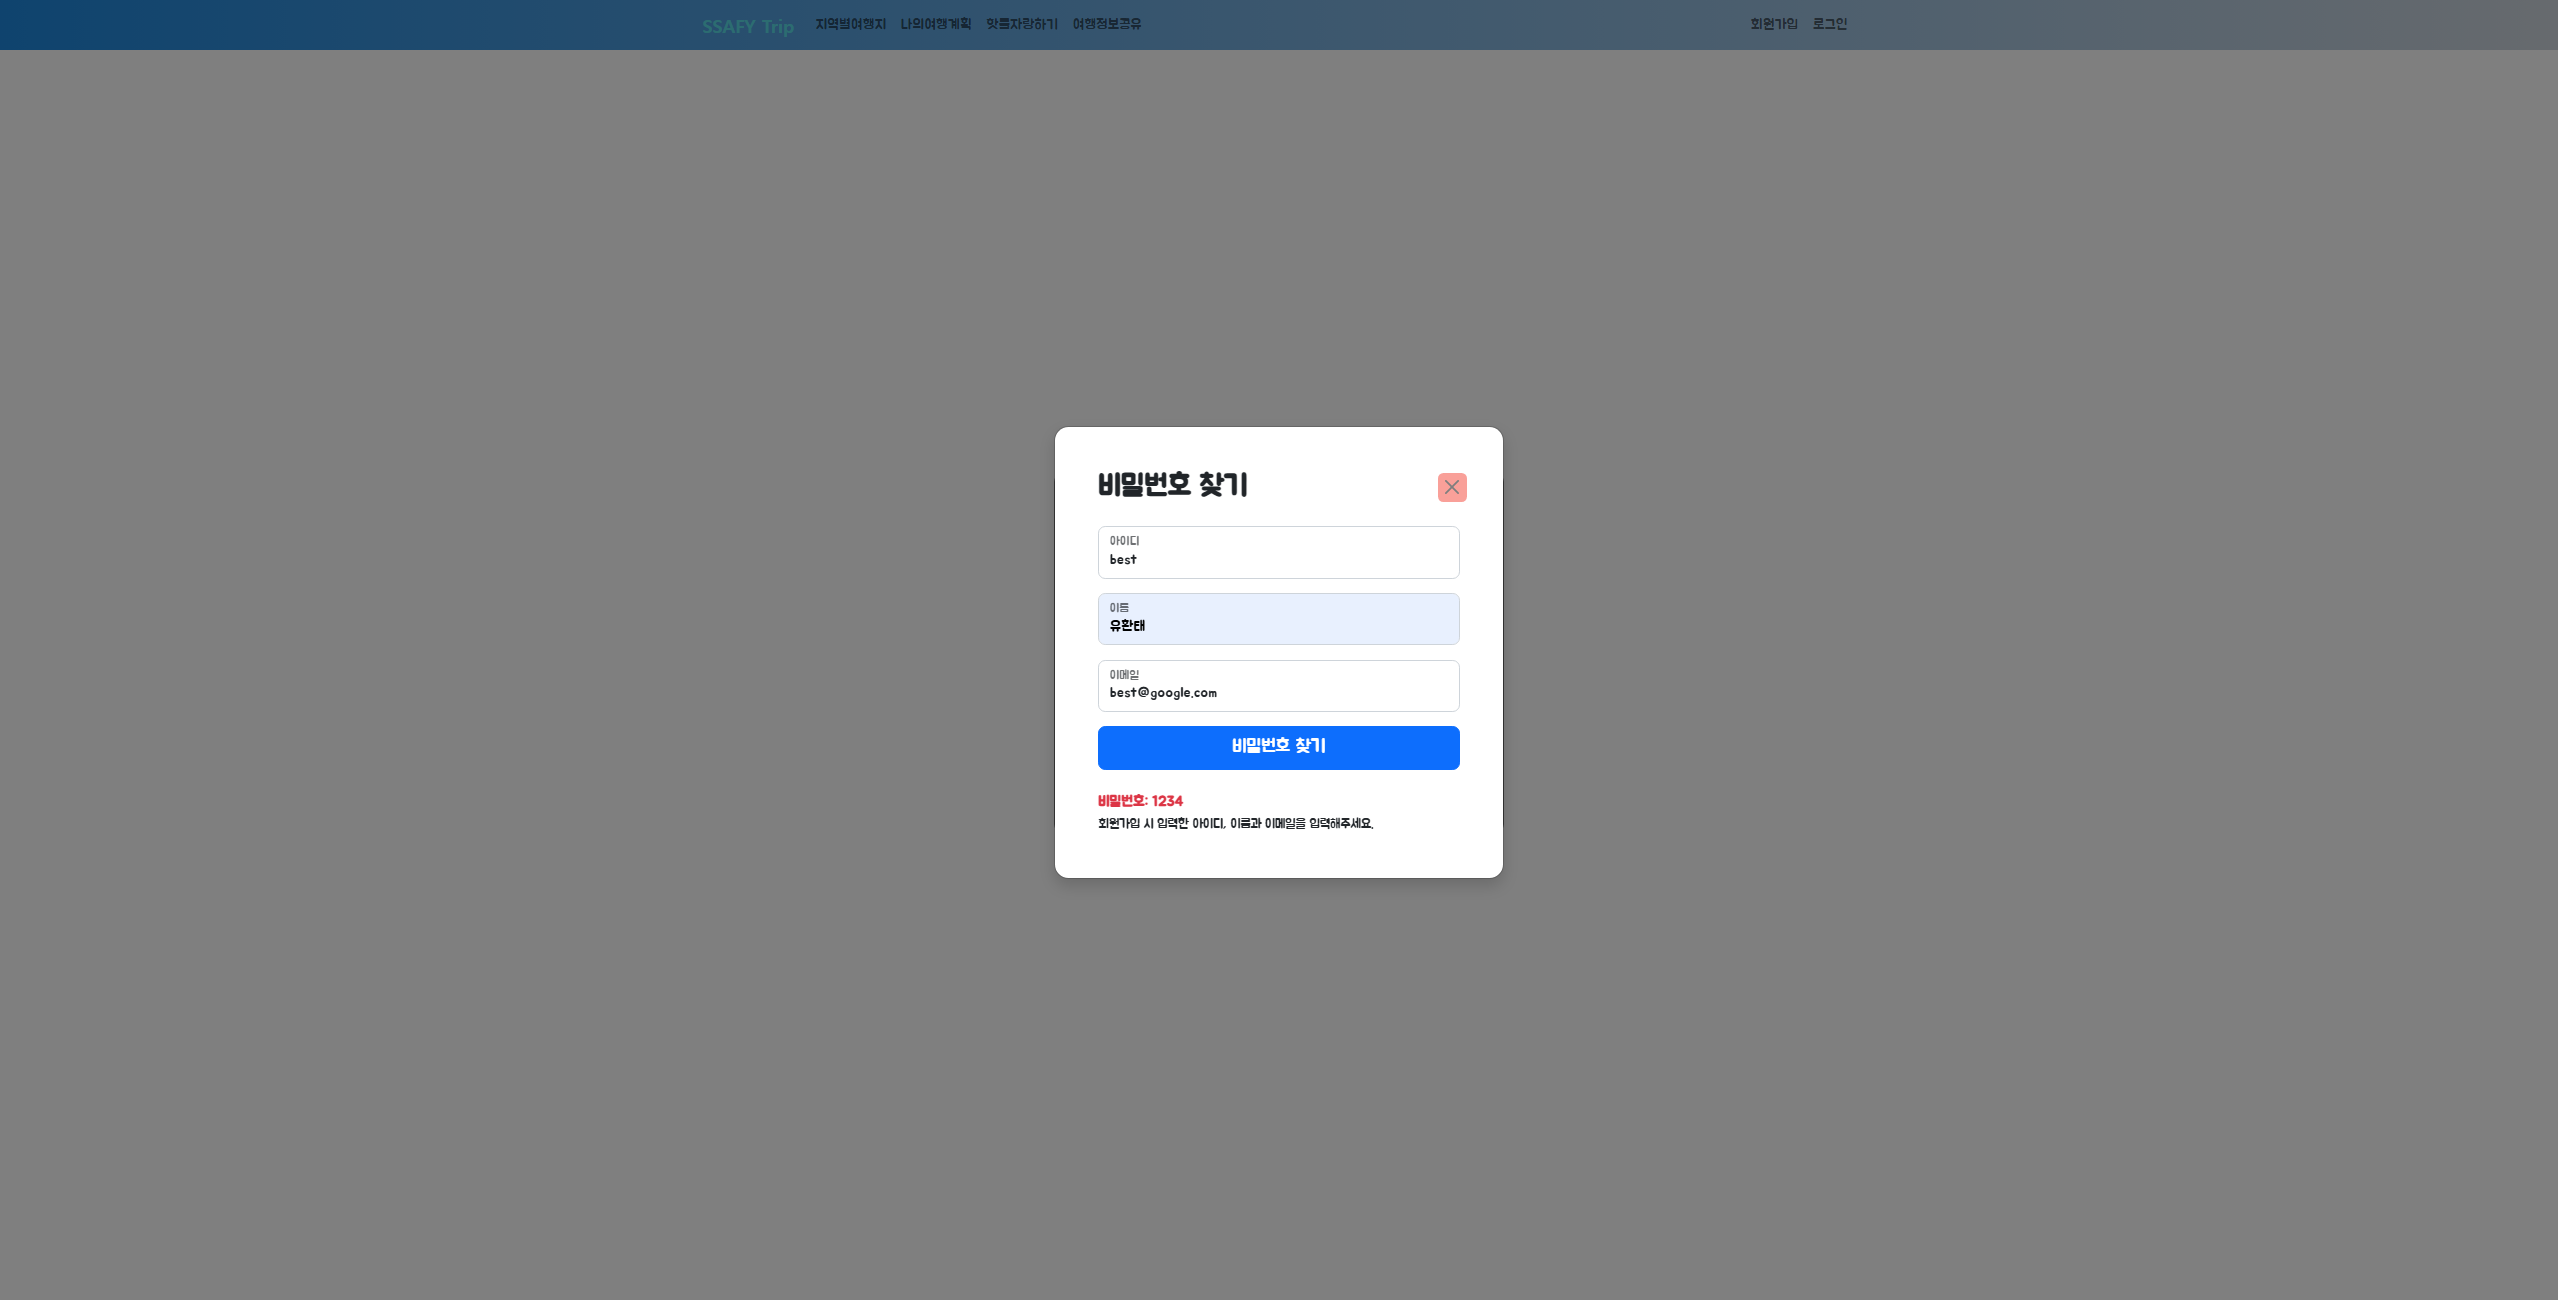 SSAFY Trip 지역별여행지 나의여행계획 맛플자랑하기 여행정보공유 회원가입 로그인
비밀번호 찾기
아이디
best
이름
유환태
이메일
best@google.com
비밀번호 찾기
비밀번호: 1234
회원가입 시 입력한 아이디, 이름과 이메일을 입력해주세요.